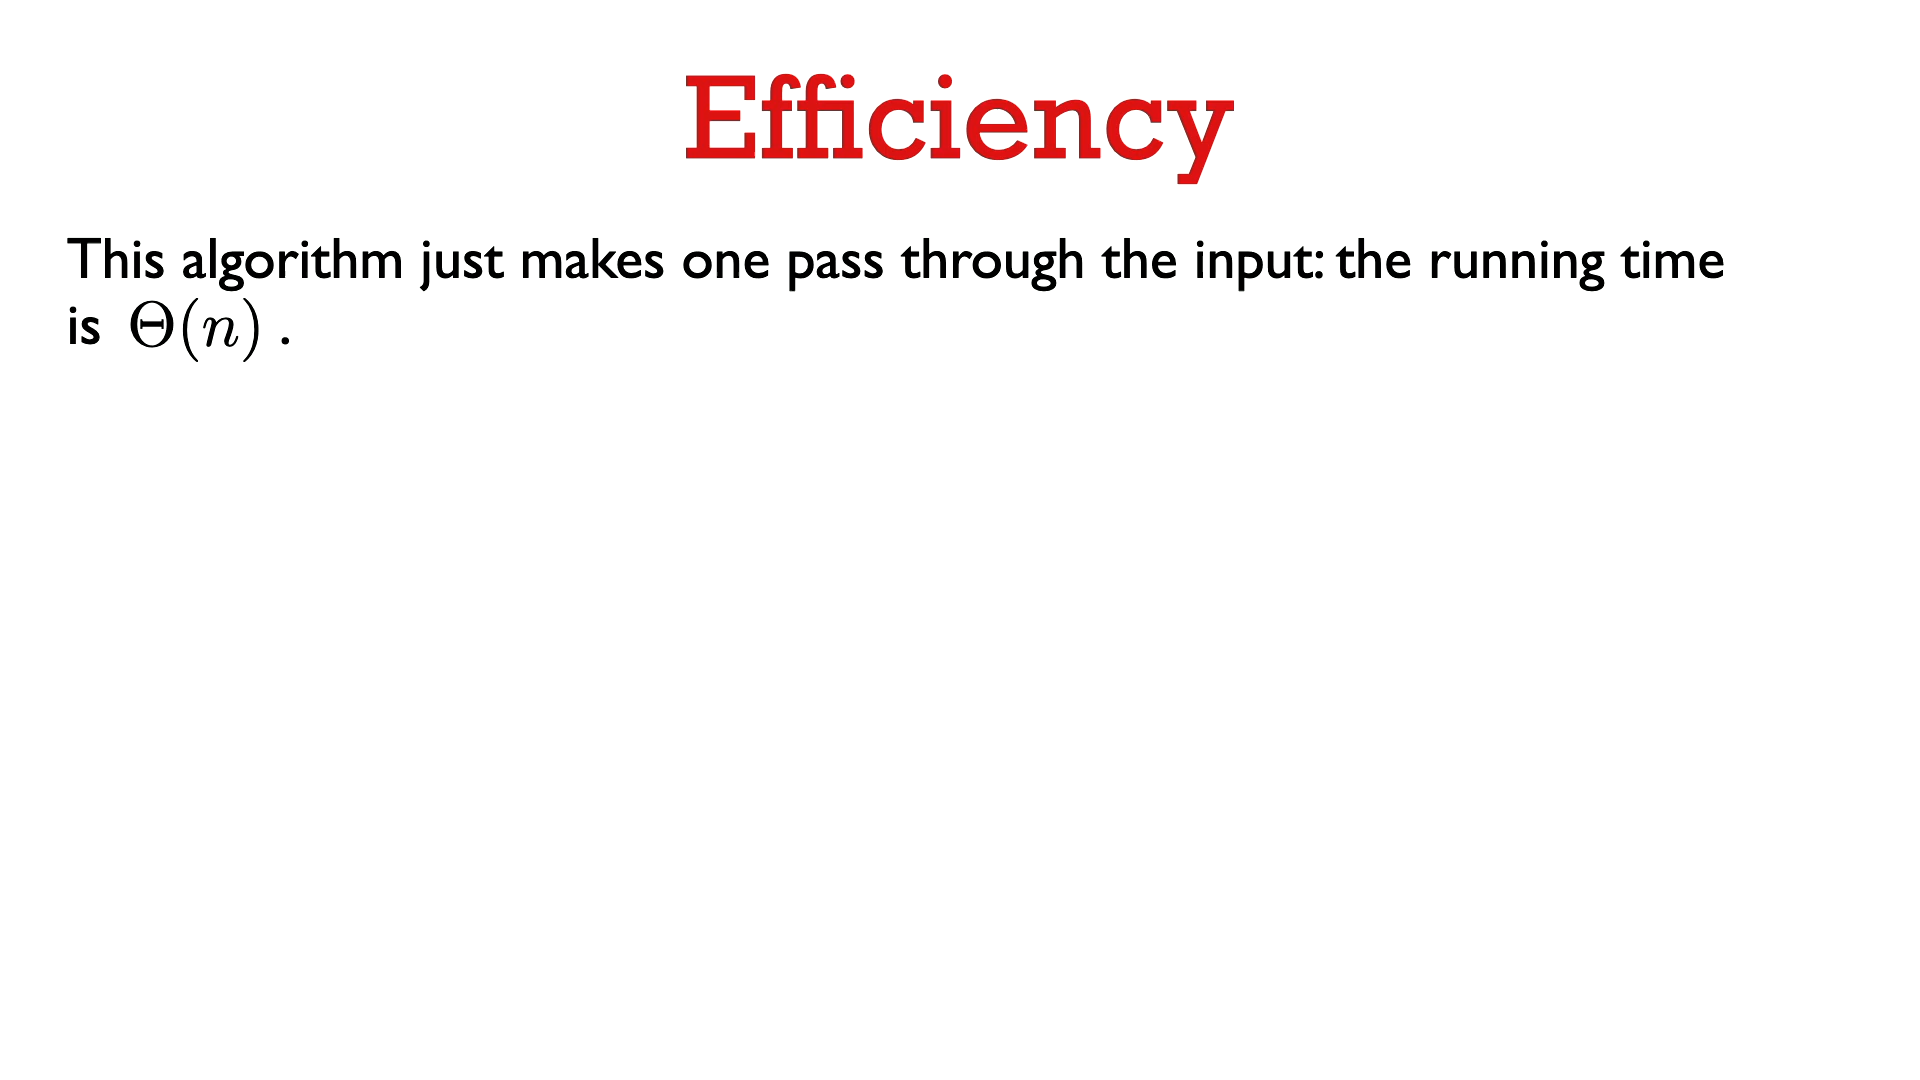 Efficiency
This algorithm just makes one pass through the input: the running time
is Θ(n) .